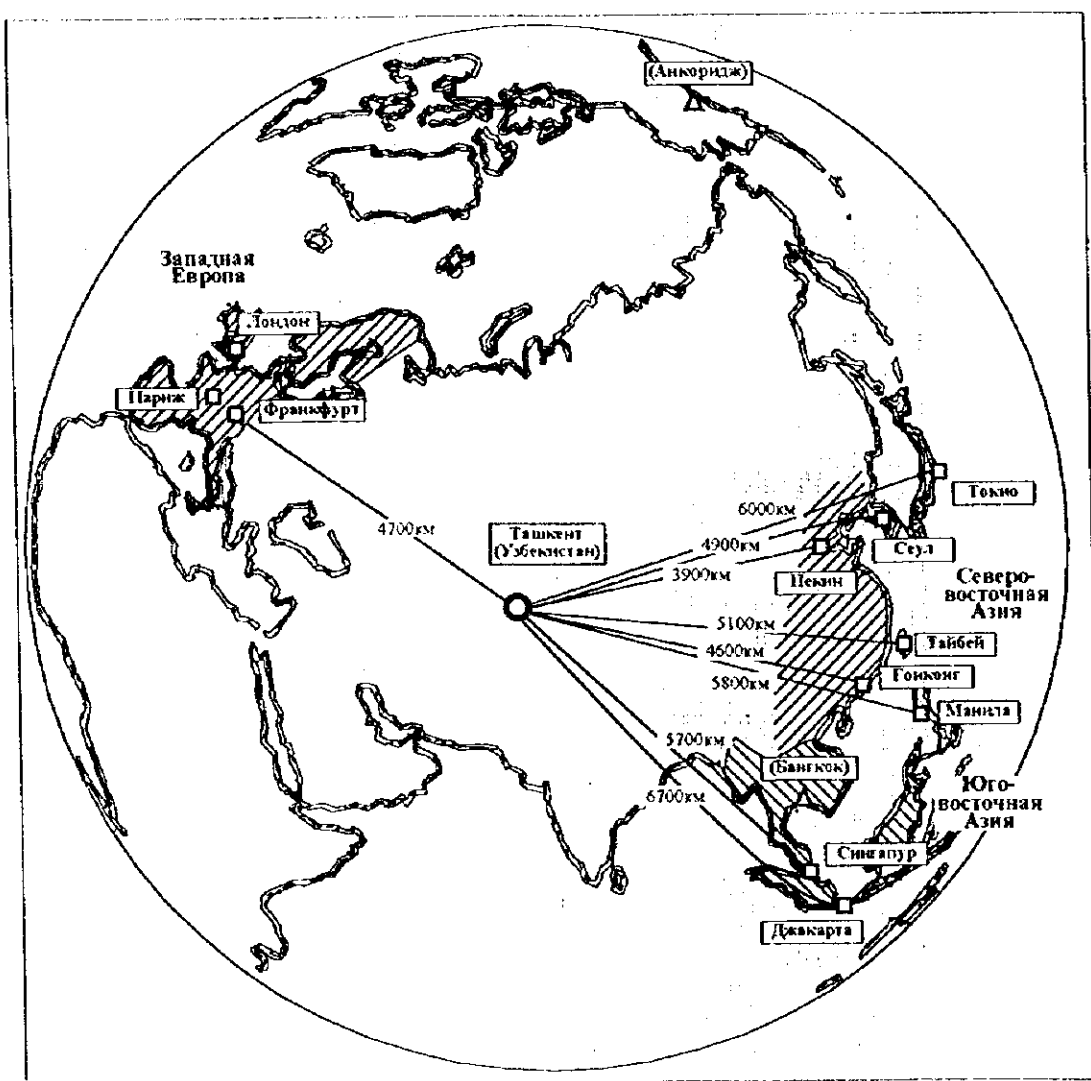 (Анкоридж)
Западная
Европа
Лондон
Париж
Франкфурт
4700км
Ташкент
(Узбекистан)
6000км
Токио
4900км
Сеул
3900км
Пекин
Северо-
восточная
Азия
5100км
Тайбей
4600км
Гонконг
5800км
Манила
5700км
(Бангкок)
6700км
Юго-
восточная
Азия
Сингапур
Джакарта